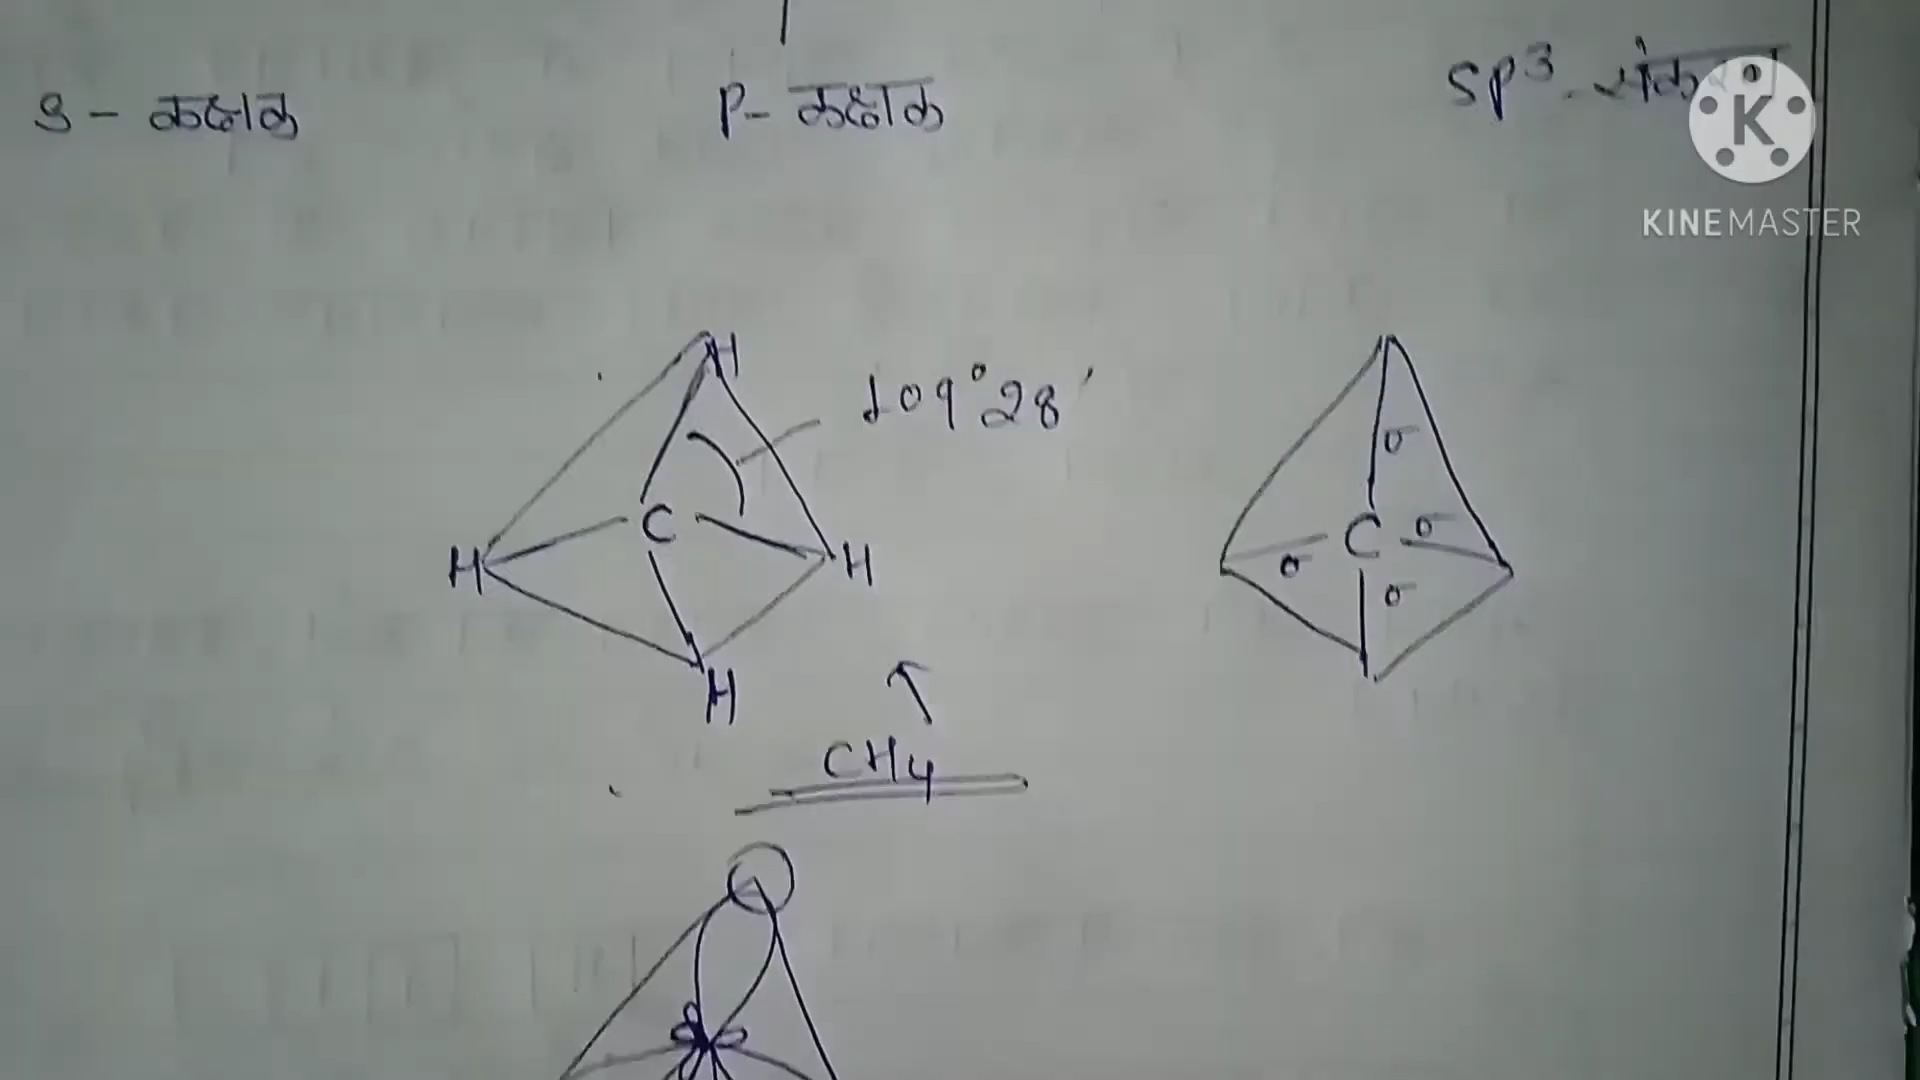 S - कक्षक P - कक्षक SP³ - संकरण
K
KINEMASTER
H
109°28'
σ
H C H
σ C σ
σ
H
CH4